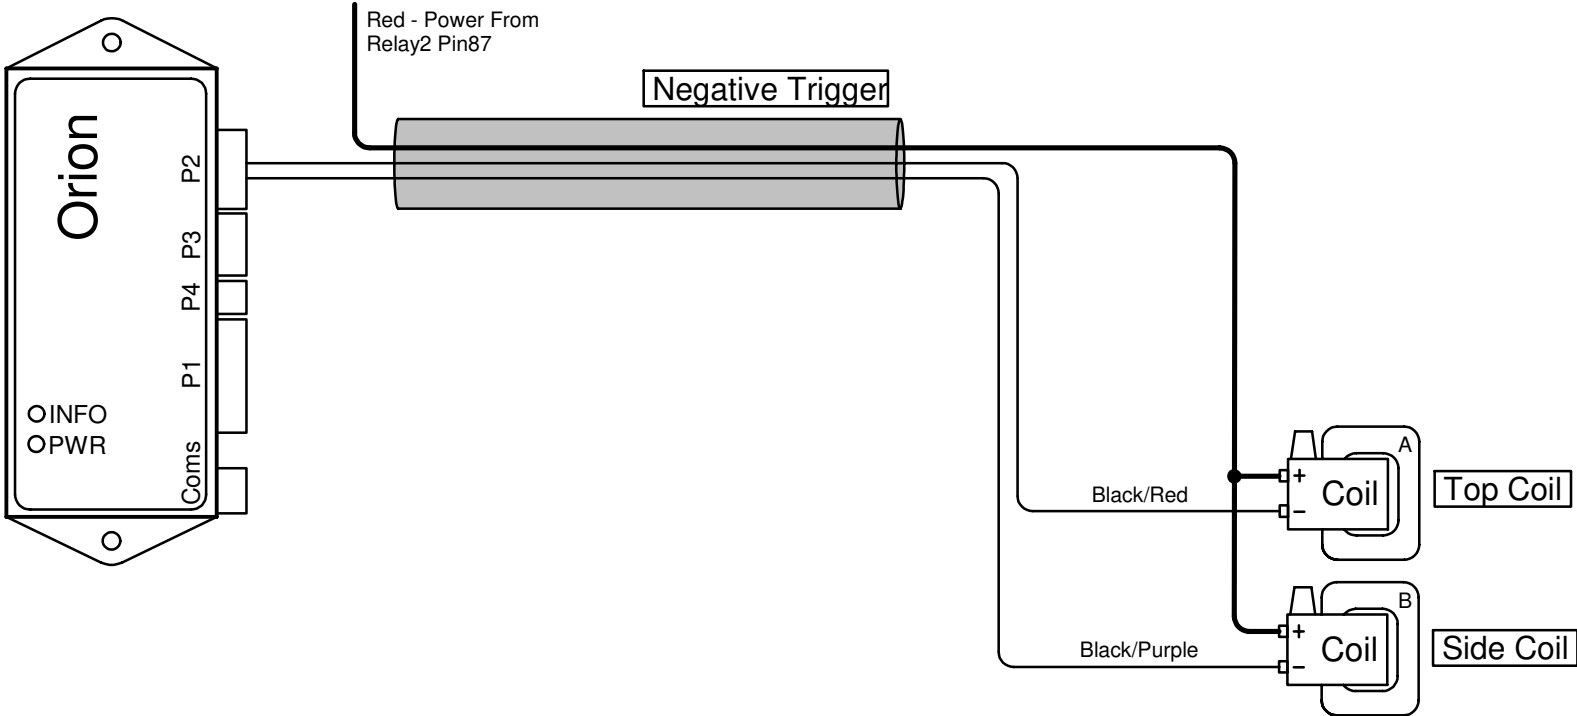 Red - Power From
Relay2 Pin87
Negative Trigger
Orion
P2
P3
P4
P1
INFO
PWR
Coms
A
+
Coil
Top Coil
Black/Red
−
B
+
Coil
Side Coil
Black/Purple
−